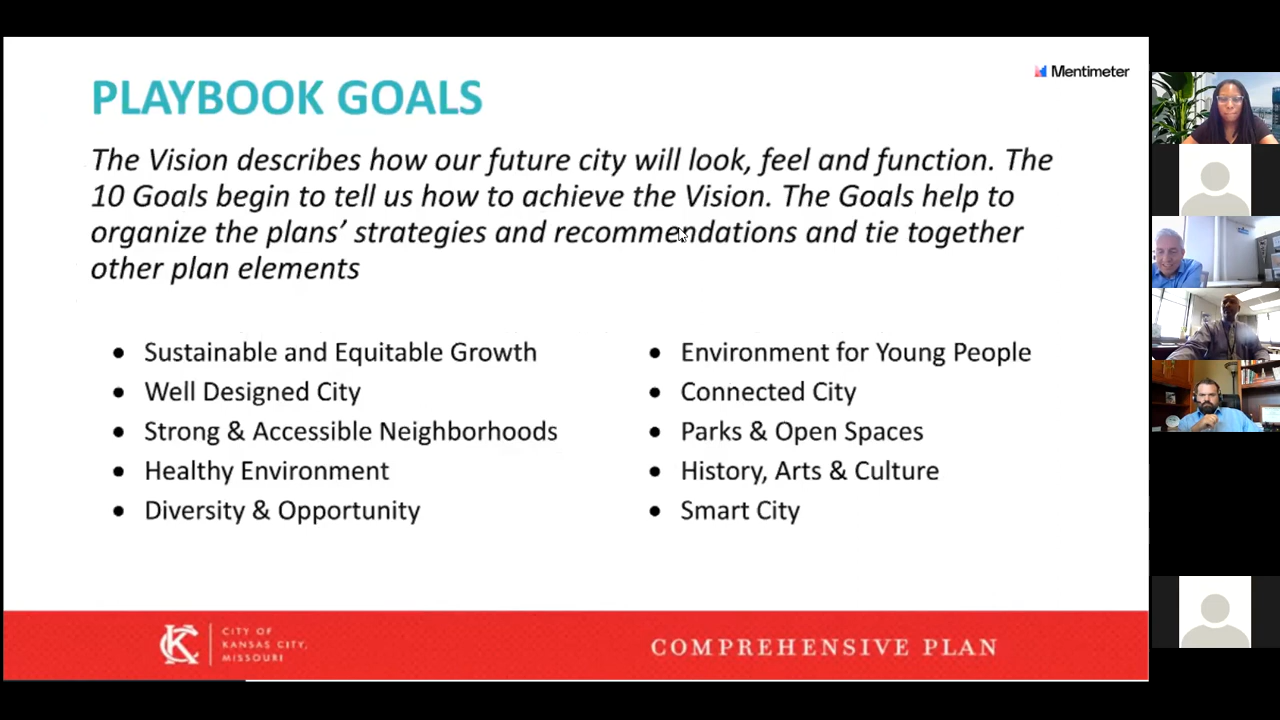 Mentimeter
PLAYBOOK GOALS
The Vision describes how our future city will look, feel and function. The
10 Goals begin to tell us how to achieve the Vision. The Goals help to
organize the plans’ strategies and recommendations and tie together
other plan elements
• Sustainable and Equitable Growth
• Well Designed City
• Strong & Accessible Neighborhoods
• Healthy Environment
• Diversity & Opportunity
• Environment for Young People
• Connected City
• Parks & Open Spaces
• History, Arts & Culture
• Smart City
KC
CITY OF
KANSAS CITY,
MISSOURI
COMPREHENSIVE PLAN